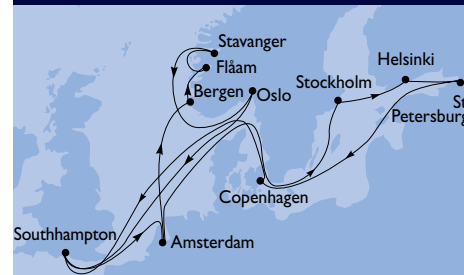 Stavanger
Flåam
Bergen
Oslo
Stockholm
Helsinki
St
Petersburg
Copenhagen
Southhampton
Amsterdam